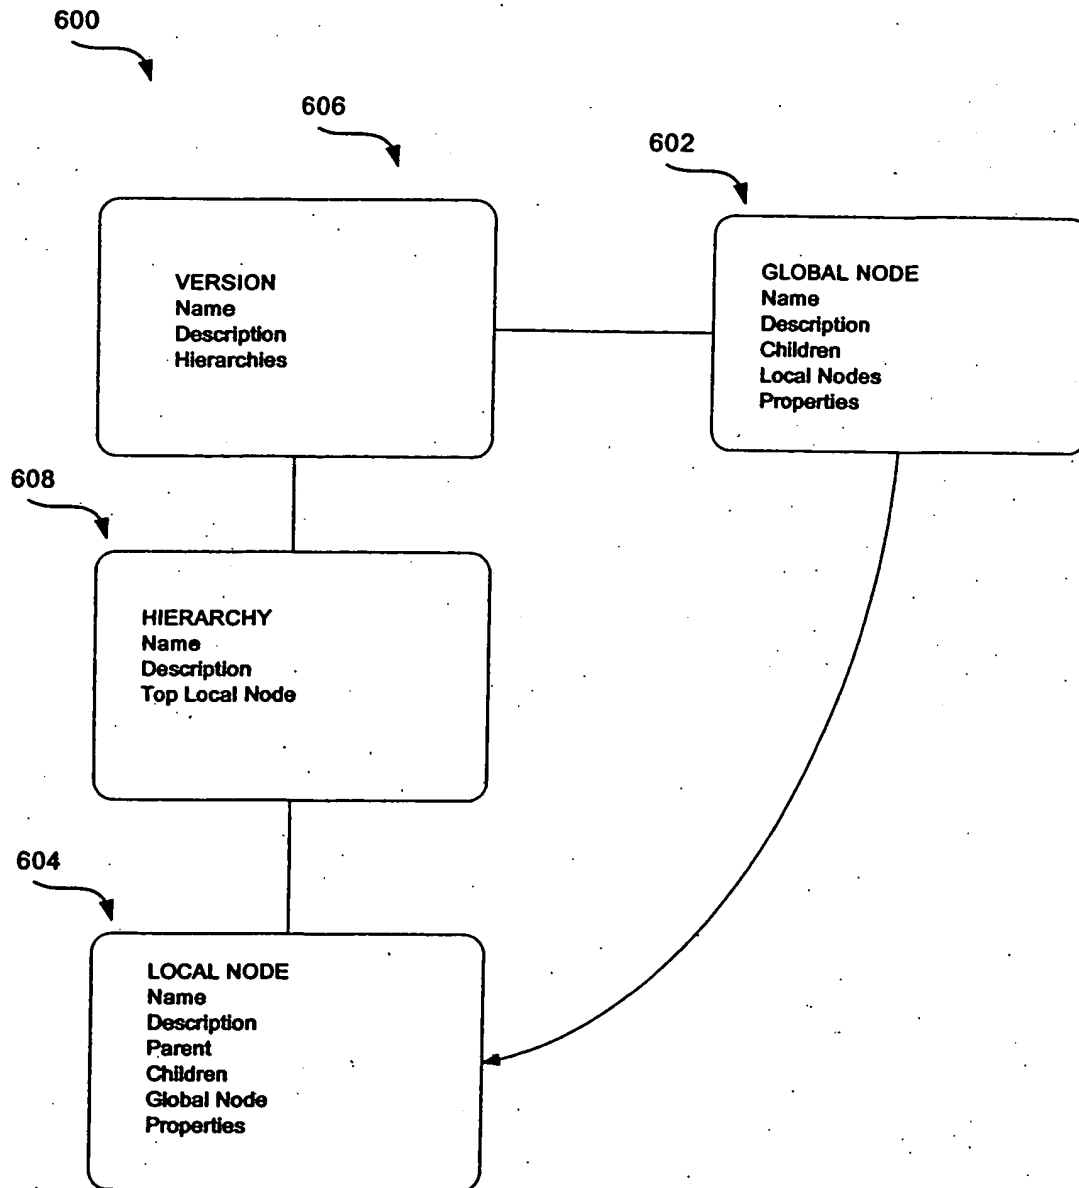 600
606
602
VERSION
Name
Description
Hierarchies
GLOBAL NODE
Name
Description
Children
Local Nodes
Properties
608
HIERARCHY
Name
Description
Top Local Node
604
LOCAL NODE
Name
Description
Parent
Children
Global Node
Properties